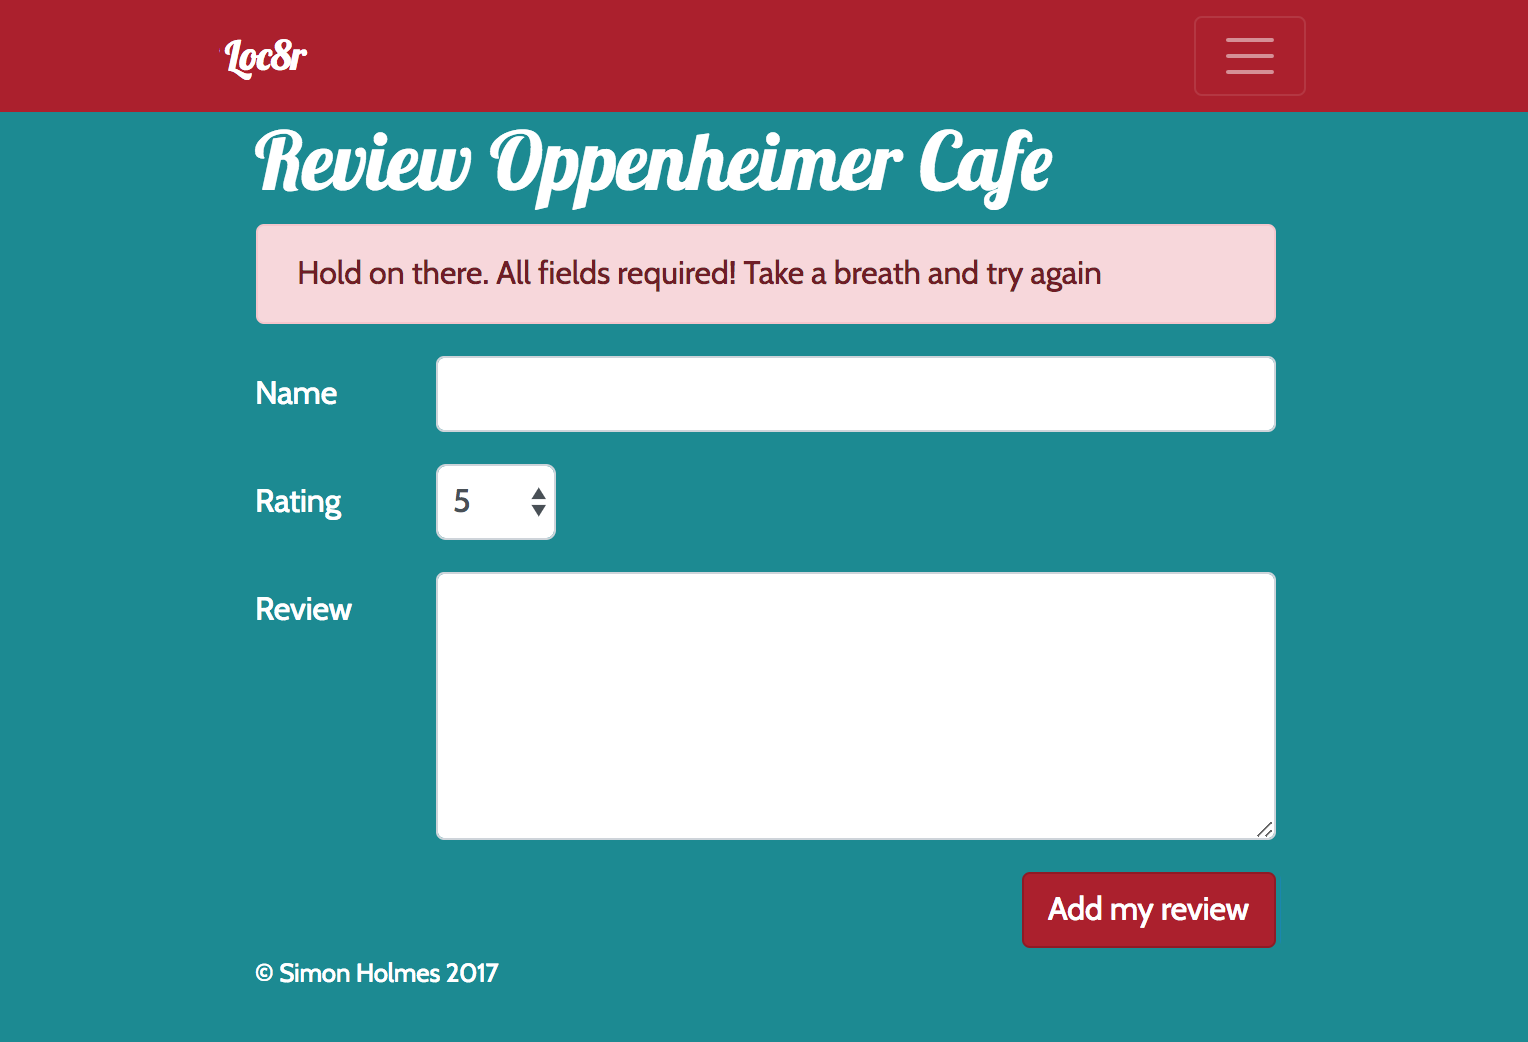 Loc8r
Review Oppenheimer Cafe
Hold on there. All fields required! Take a breath and try again
Name
Rating
5
Review
Add my review
© Simon Holmes 2017